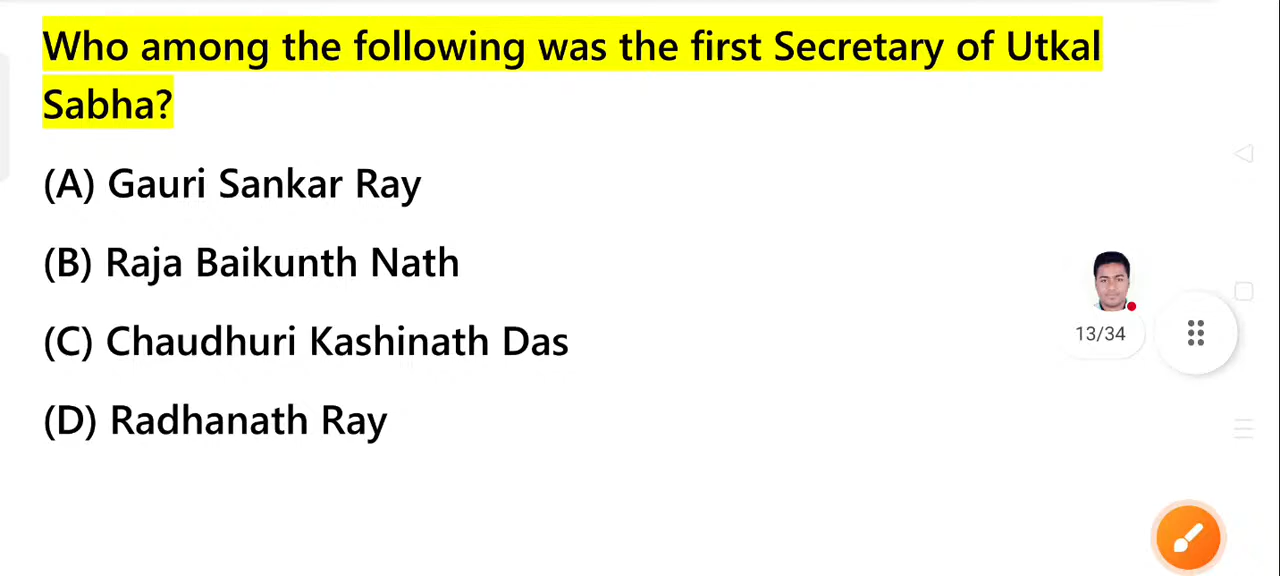 Who among the following was the first Secretary of Utkal
Sabha?
(A) Gauri Sankar Ray
(B) Raja Baikunth Nath
(C) Chaudhuri Kashinath Das
(D) Radhanath Ray
13/34